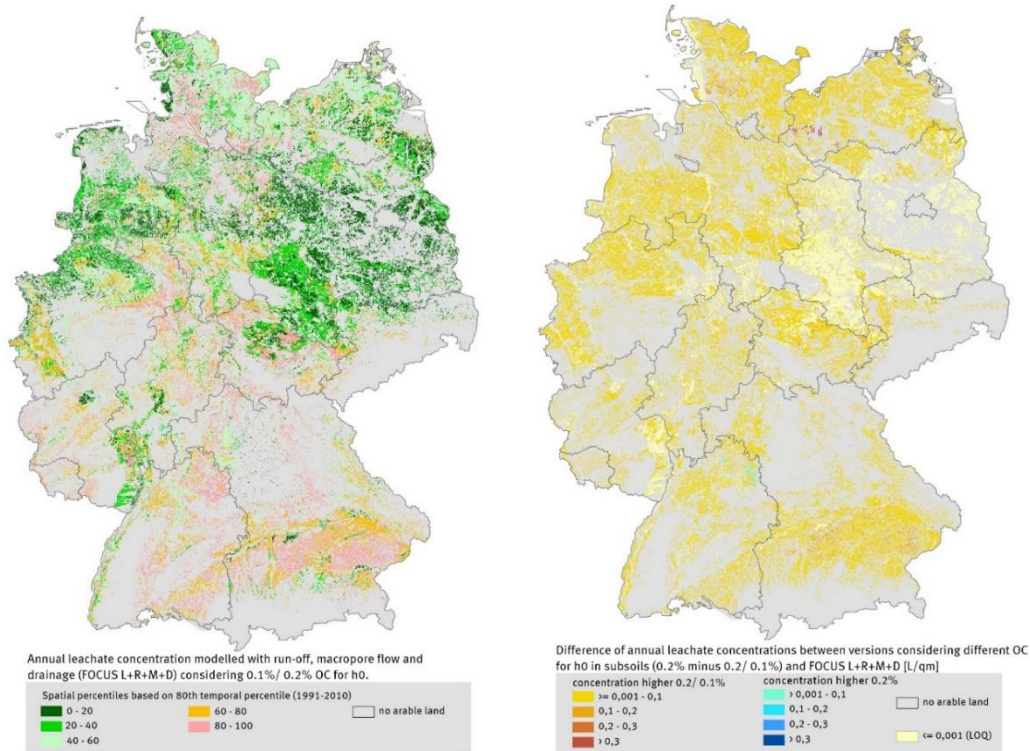 Annual leachate concentration modelled with run-off, macropore flow and
drainage (FOCUS L+R+M+D) considering 0.1%/ 0.2% OC for h0.
Spatial percentiles based on 80th temporal percentile (1991-2010)
0 - 20
20 - 40
40 - 60
60 - 80
80 - 100
no arable land
Difference of annual leachate concentrations between versions considering different OC
for h0 in subsoils (0.2% minus 0.2/ 0.1%) and FOCUS L+R+M+D [L/qm]
concentration higher 0.2/ 0.1%
>= 0,001 - 0,1
0,1 - 0,2
0,2 - 0,3
> 0,3
concentration higher 0.2%
> 0,001 - 0,1
0,1 - 0,2
0,2 - 0,3
> 0,3
no arable land
<= 0,001 (LOQ)